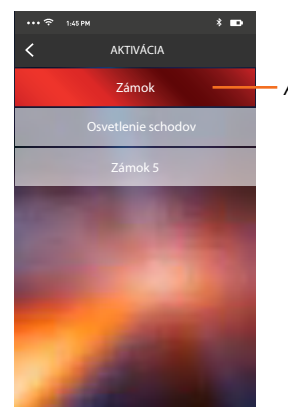 1:45 PM
AKTIVÁCIA
Zámok
A
Osvetlenie schodov
Zámok 5